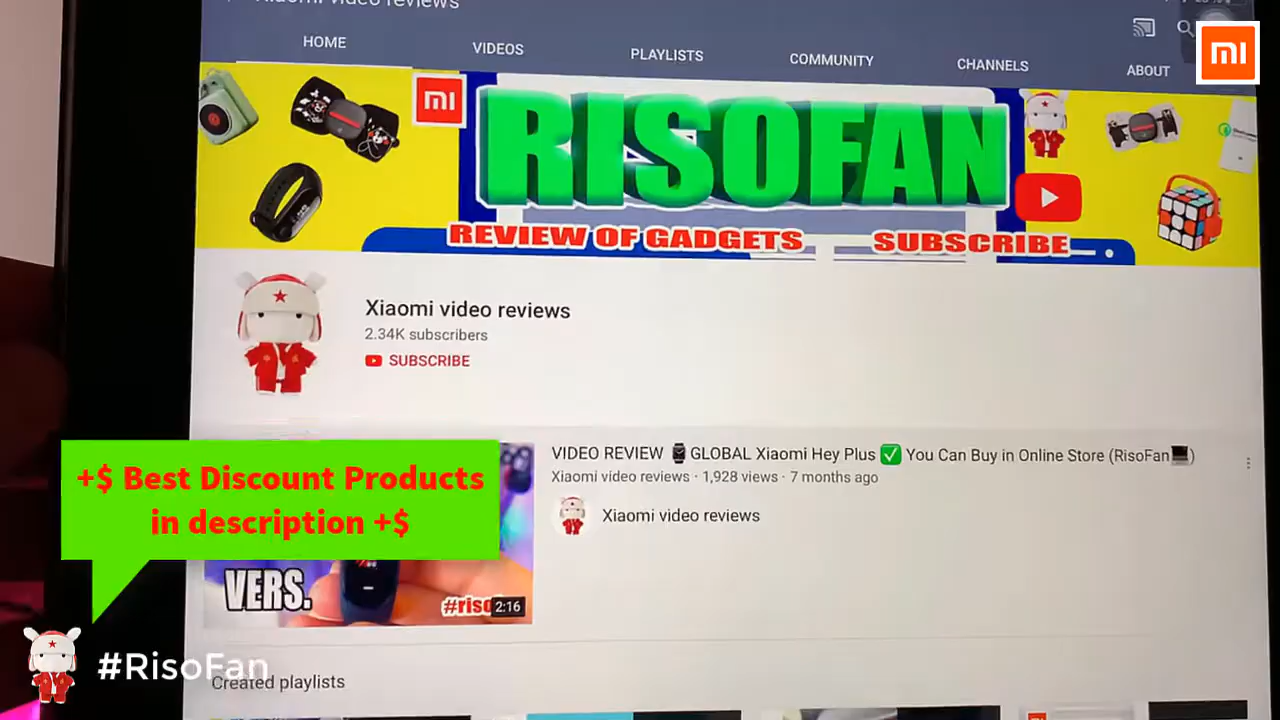 Xiaomi video reviews
HOME
VIDEOS
PLAYLISTS
COMMUNITY
CHANNELS
ABOUT
mi
mi
RISOFAN
REVIEW OF GADGETS
SUBSCRIBE
Xiaomi video reviews
2.34K subscribers
SUBSCRIBE
VIDEO REVIEW ⌚GLOBAL Xiaomi Hey Plus ✅ You Can Buy in Online Store (RisoFan💻)
Xiaomi video reviews · 1,928 views · 7 months ago
Xiaomi video reviews
+$ Best Discount Products
in description +$
VERS.
#riso
2:16
#RisoFan
Created playlists
mi